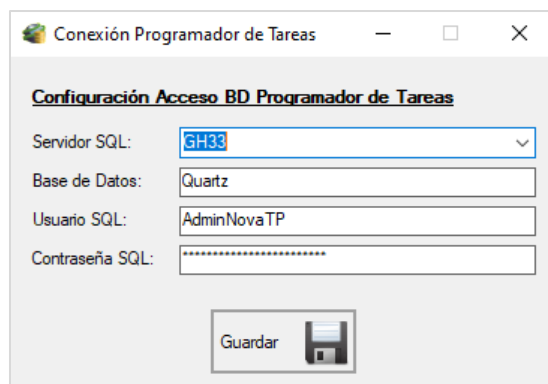 Conexión Programador de Tareas
Configuración Acceso BD Programador de Tareas
Servidor SQL: GH33
Base de Datos: Quartz
Usuario SQL: AdminNovaTP
Contraseña SQL: ************************
Guardar